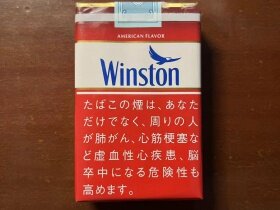 AMERICAN FLAVOR
Winston
たばこの煙は、あなた
だけでなく、周りの人
が肺がん、心筋梗塞な
ど虚血性心疾患、脳
卒中になる危険性も
高めます。